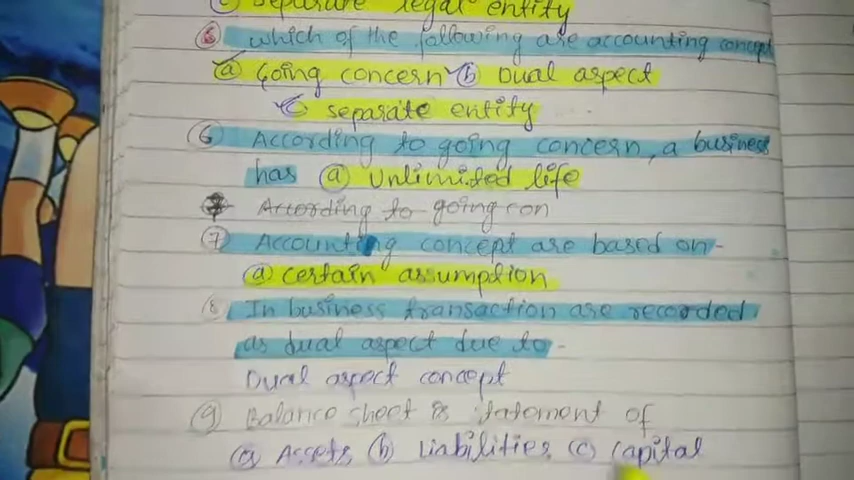 (c) separate legal entity
(6) which of the following are accounting concept
(a) Going concern (b) Dual aspect
(c) separate entity
(6) According to going concern, a business
has (a) Unlimited life
According to going con
(7) Accounting concept are based on -
(a) certain assumption
(8) In business transaction are recorded
as dual aspect due to -
Dual aspect concept
(9) Balance sheet is statement of
(a) Assets (b) Liabilities (c) Capital